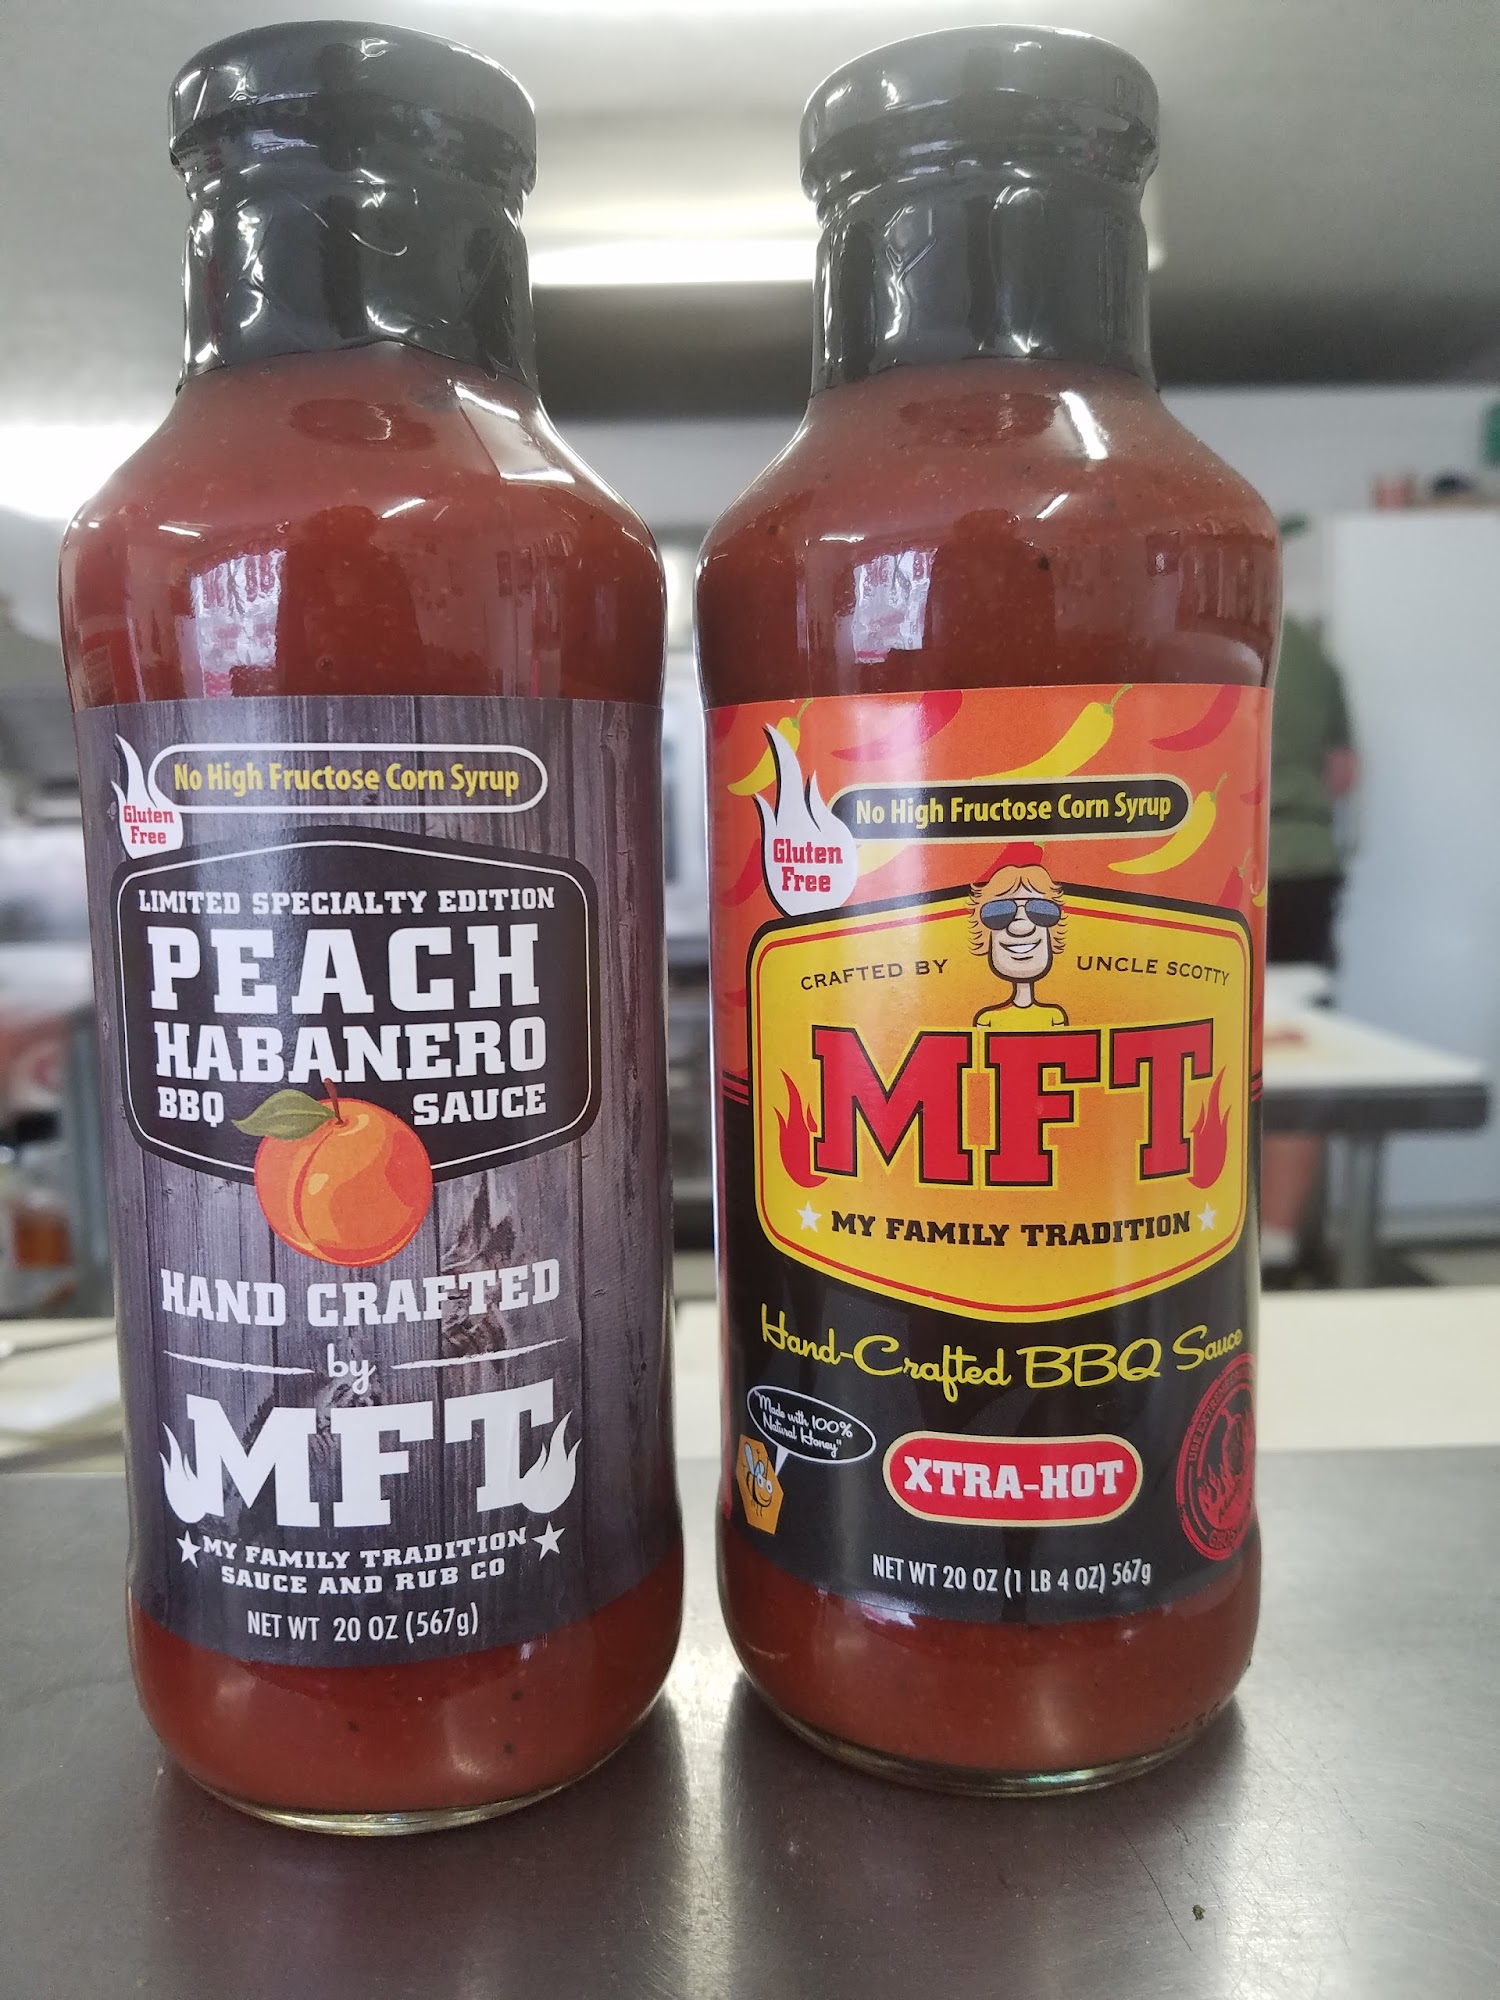 No High Fructose Corn Syrup
Gluten
Free
LIMITED SPECIALTY EDITION
PEACH
HABANERO
BBQ SAUCE
HAND CRAFTED
by
MFT
MY FAMILY TRADITION
SAUCE AND RUB CO
NET WT 20 OZ (567g)
No High Fructose Corn Syrup
Gluten
Free
CRAFTED BY UNCLE SCOTTY
MFT
MY FAMILY TRADITION
Hand-Crafted BBQ Sauce
"Made with 100%
Natural Honey"
XTRA-HOT
NET WT 20 OZ (1 LB 4 OZ) 567g